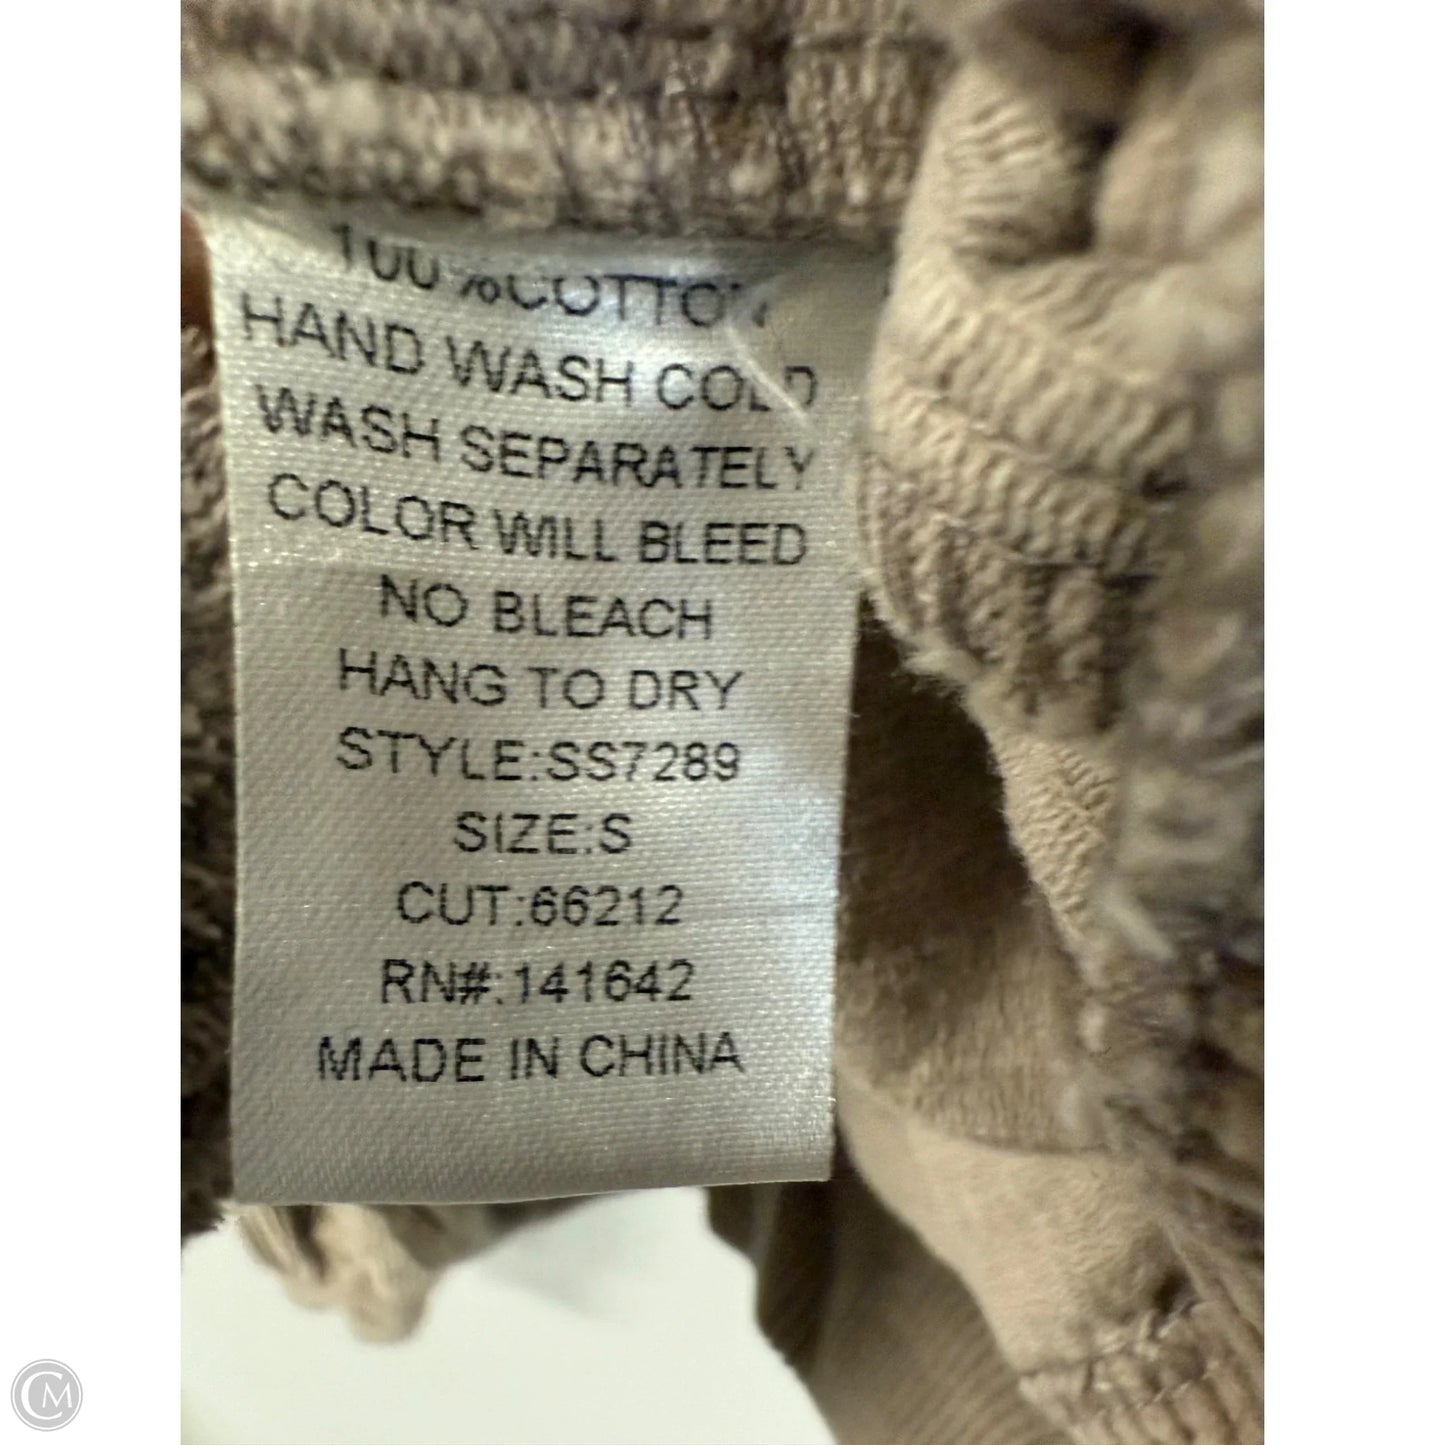 100%COTTON
HAND WASH COLD
WASH SEPARATELY
COLOR WILL BLEED
NO BLEACH
HANG TO DRY
STYLE:SS7289
SIZE:S
CUT:66212
RN#:141642
MADE IN CHINA
CM